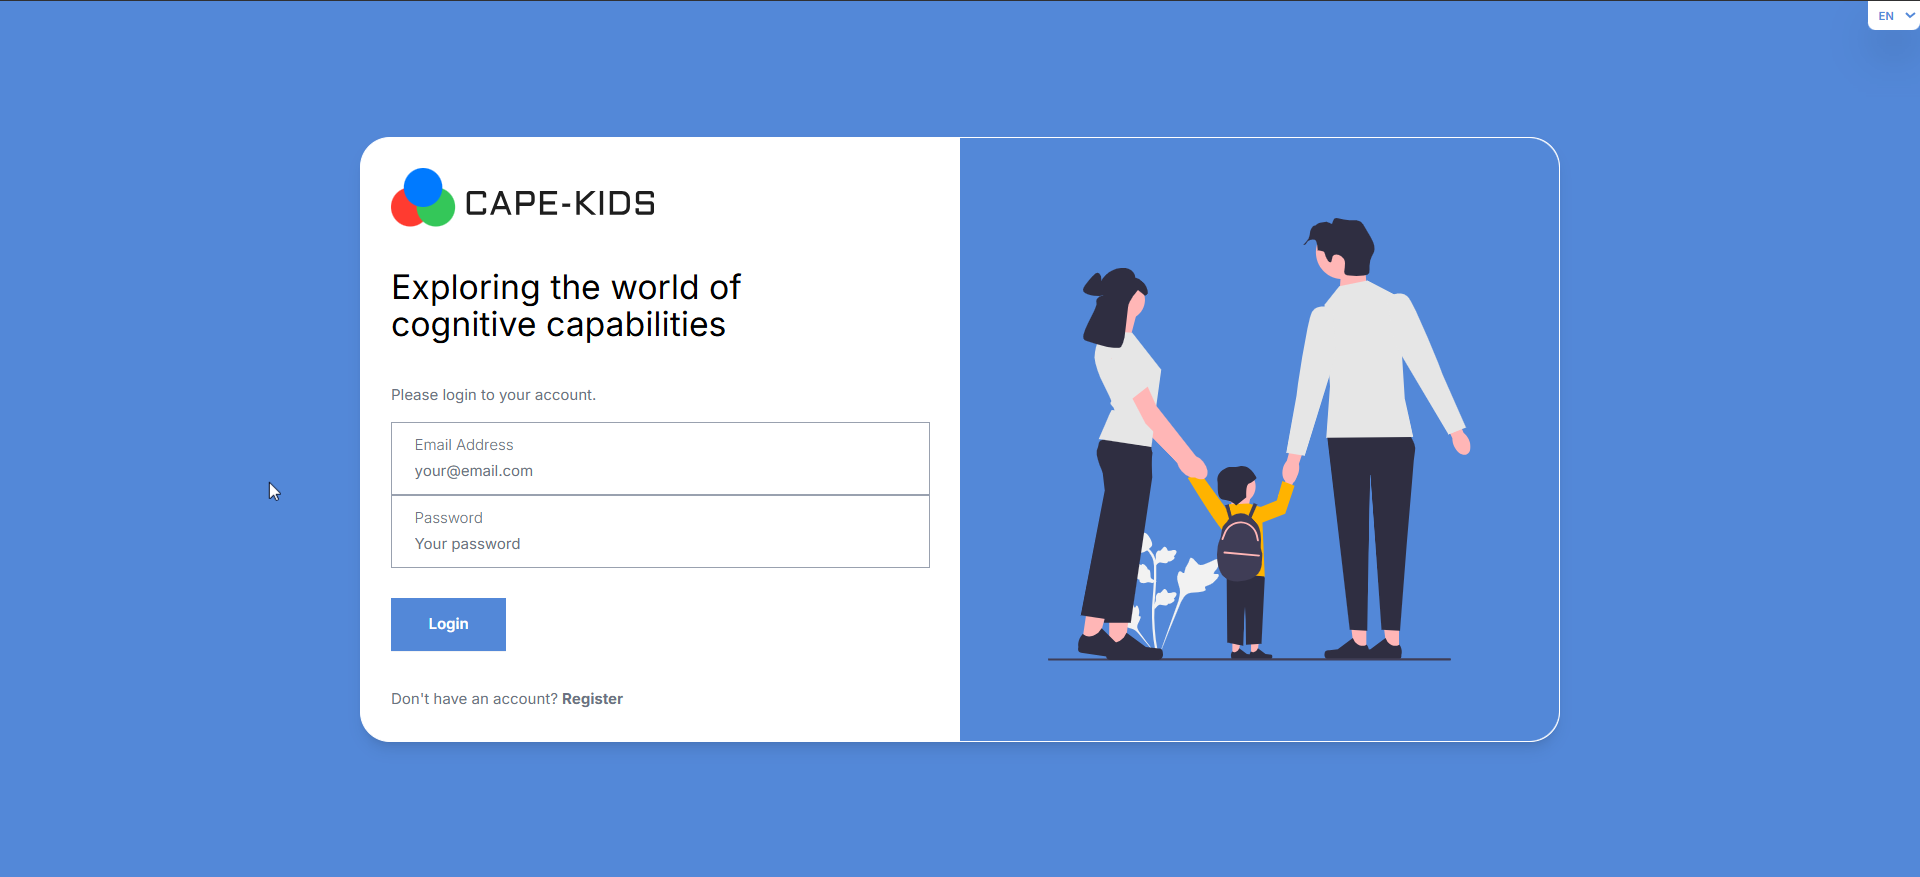 EN
CAPE-KIDS
Exploring the world of
cognitive capabilities
Please login to your account.
Email Address
your@email.com
Password
Your password
Login
Don't have an account? Register